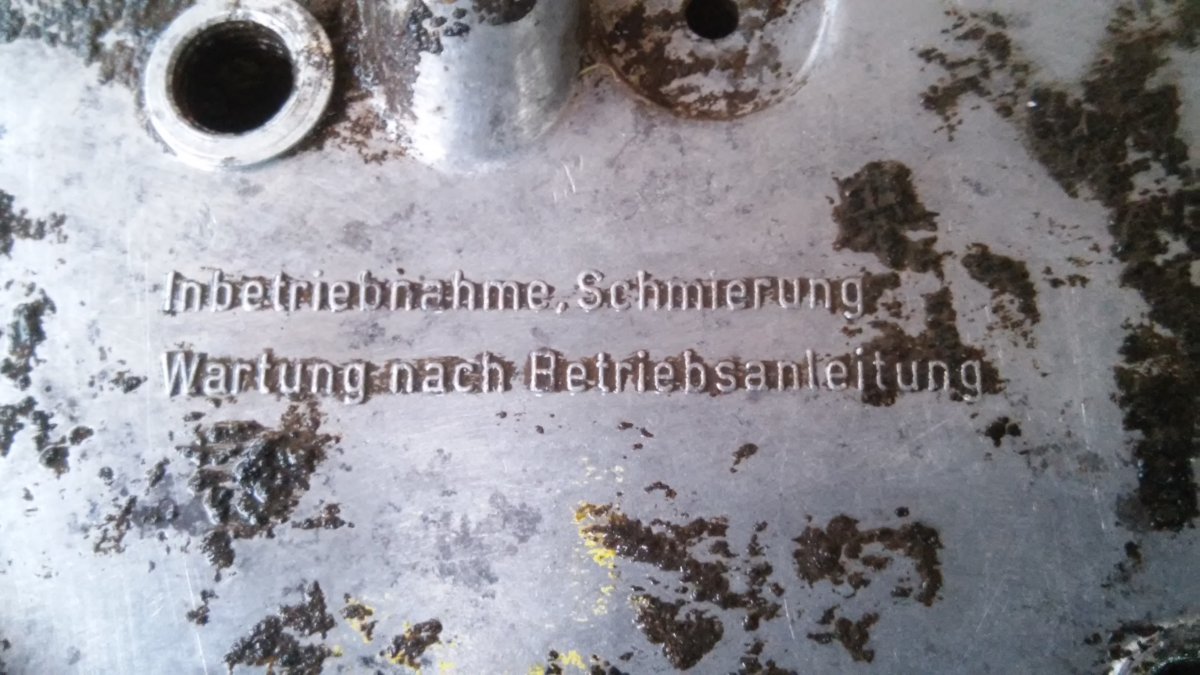 Inbetriebnahme, Schmierung
Wartung nach Betriebsanleitung